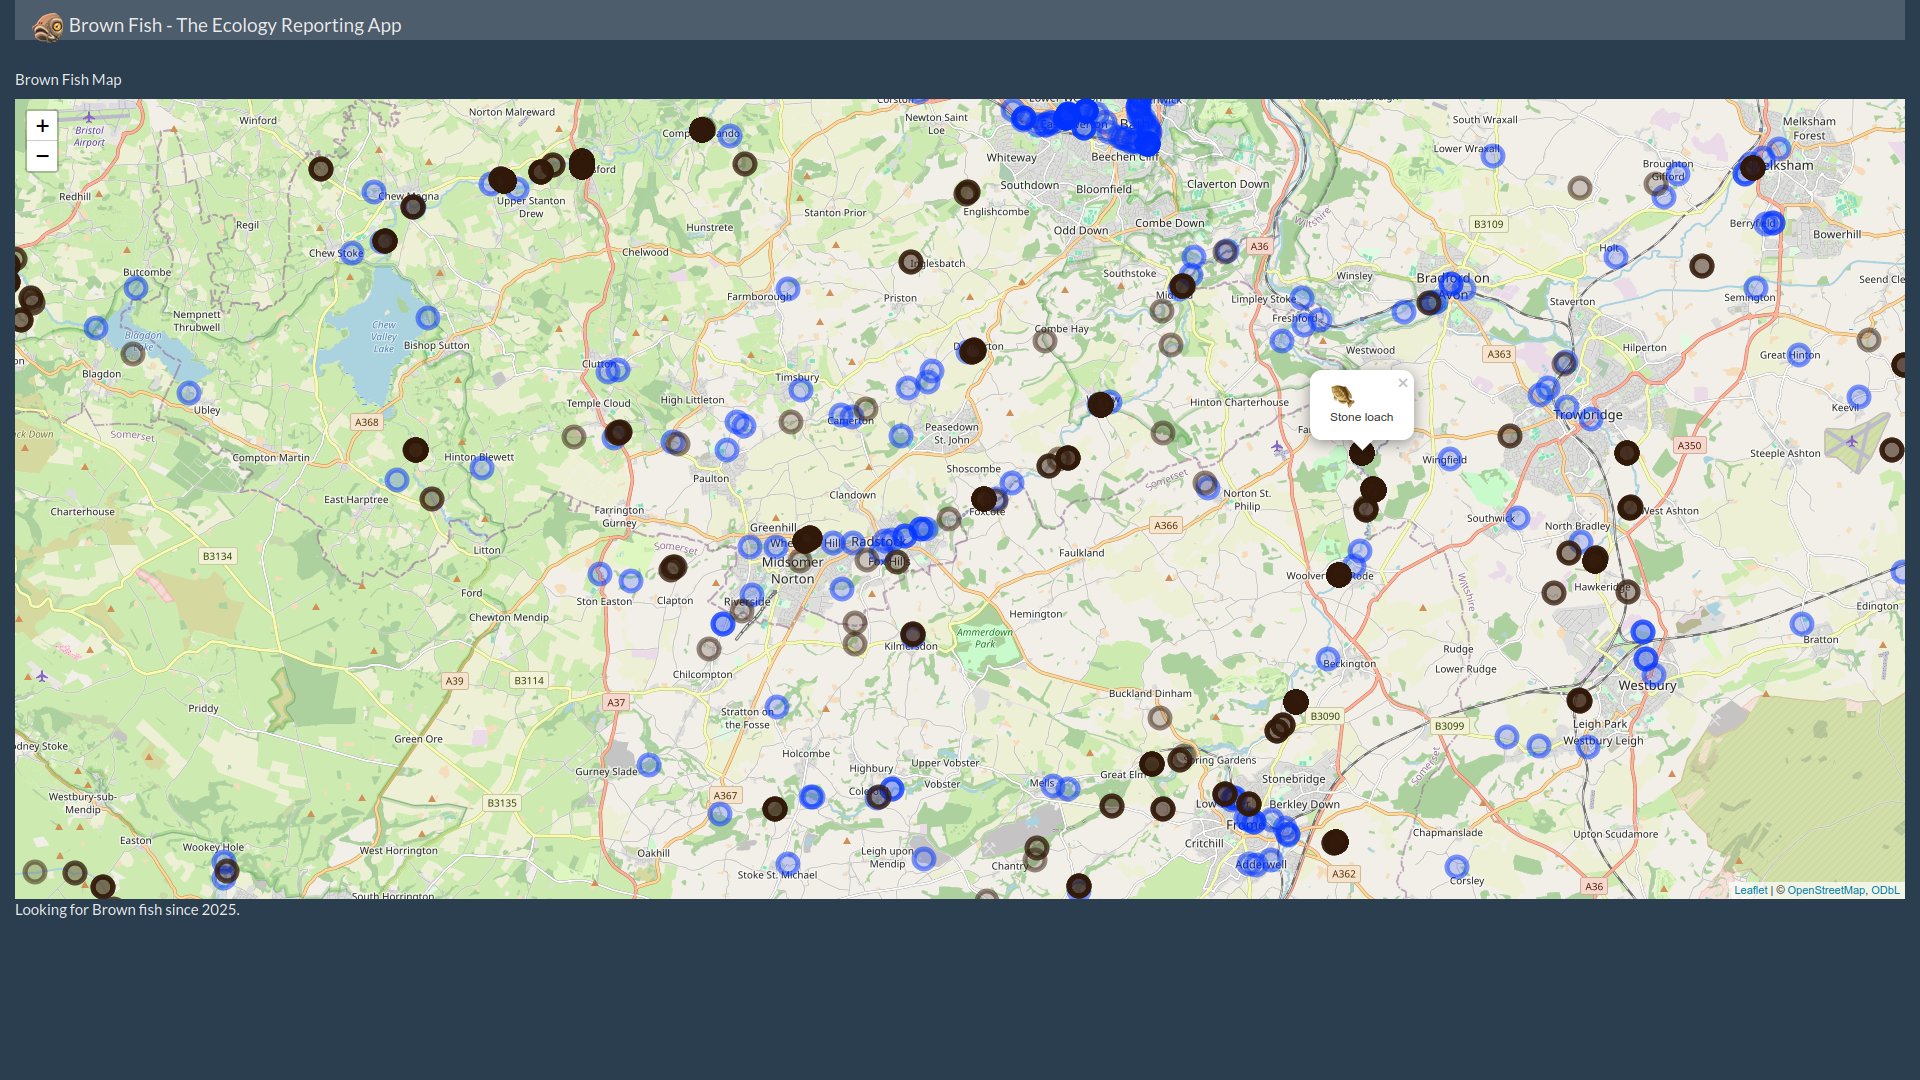 Brown Fish - The Ecology Reporting App
Brown Fish Map
+
−
Bristol
Airport
Winford
Norton Malreward
Corston
Newton Saint
Loe
Whiteway
Beechen Cliff
Southdown
Bloomfield
Claverton Down
Englishcombe
Combe Down
Odd Down
South Wraxall
Lower Wraxall
Melksham
Forest
Broughton
Gifford
Bowerhill
B3109
Holt
Redhill
Regil
Chew Magna
Upper Stanton
Drew
Stanton Prior
Hunstrete
Chelwood
Chew Stoke
Butcombe
Nempnett
Thrubwell
Chew
Valley
Lake
Blagdon
Lake
Bishop Sutton
Farmborough
Inglesbatch
Priston
Southstoke
A36
Wiltshire
Limpley Stoke
Winsley
Bradford on
Avon
Freshford
Staverton
Semington
Seend Cle
Combe Hay
Westwood
A363
Hilperton
Great Hinton
Blagdon
Ubley
Clutton
Temple Cloud
Timsbury
High Littleton
Camerton
Peasedown
St. John
Hinton Charterhouse
×
Stone loach
Trowbridge
Keevil
A368
Somerset
Compton Martin
Hinton Blewett
East Harptree
Paulton
Shoscombe
Clandown
Foxcote
Somerset
Norton St.
Philip
Wingfield
A350
Steeple Ashton
Charterhouse
Farrington
Gurney
Greenhill
Radstock
A366
Southwick
North Bradley
West Ashton
B3134
Litton
Somerset
Midsomer
Norton
Fox Hill
Faulkland
Rode
Wiltshire
Hawkeridge
Ford
Ston Easton
Clapton
Riverside
Hemington
Edington
Chewton Mendip
Kilmersdon
Ammerdown
Park
Beckington
Rudge
Lower Rudge
Bratton
Chilcompton
A39
B3114
A37
Buckland Dinham
Westbury
Priddy
Stratton on
the Fosse
B3090
B3099
Leigh Park
Westbury Leigh
Green Ore
Holcombe
Highbury
Upper Vobster
Vobster
Mells
Great Elm
Spring Gardens
Stonebridge
Somerset
Gurney Slade
dney Stoke
Westbury-sub-
Mendip
B3135
A367
Berkley Down
Frome
Critchill
Chapmanslade
Upton Scudamore
Easton
Wookey Hole
West Horrington
Oakhill
Leigh upon
Mendip
Chantry
Adderwell
Stoke St. Michael
A362
Corsley
A36
South Horrington
Leaflet | © OpenStreetMap, ODbL
Looking for Brown fish since 2025.